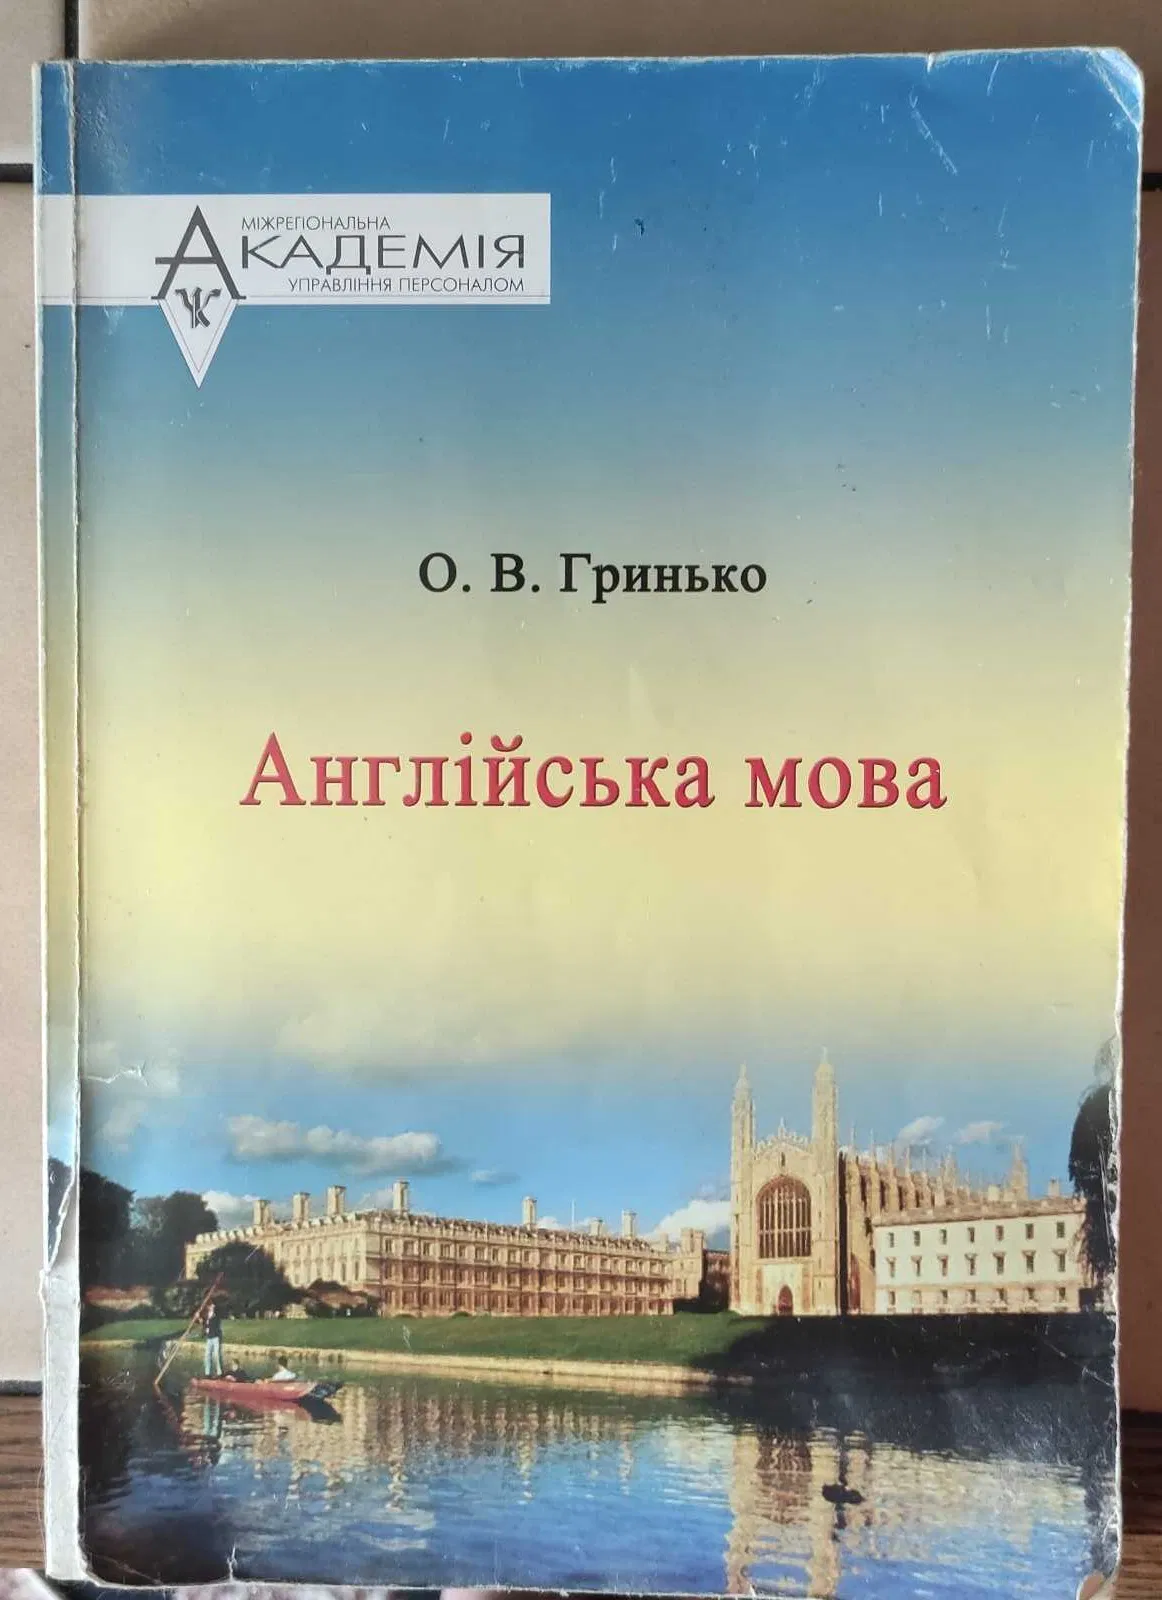 МІЖРЕГІОНАЛЬНА
АКАДЕМІЯ
УПРАВЛІННЯ ПЕРСОНАЛОМ
О. В. Гринько
Англійська мова